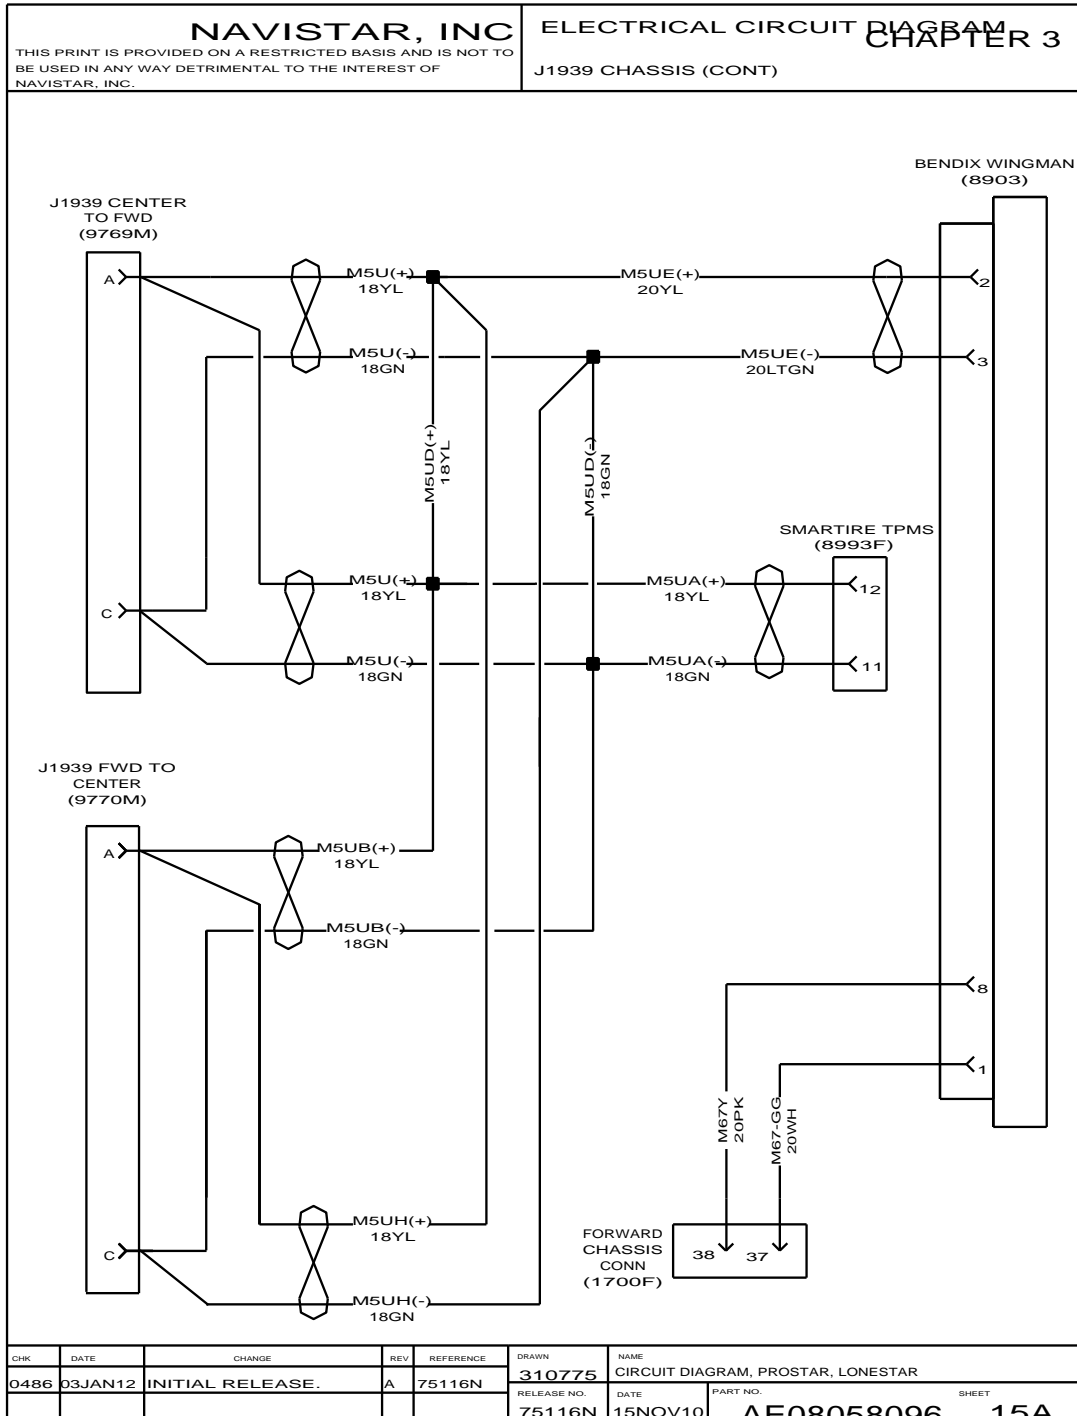 NAVISTAR, INC
THIS PRINT IS PROVIDED ON A RESTRICTED BASIS AND IS NOT TO
BE USED IN ANY WAY DETRIMENTAL TO THE INTEREST OF
NAVISTAR, INC.
ELECTRICAL CIRCUIT DIAGRAM
CHAPTER 3
J1939 CHASSIS (CONT)
BENDIX WINGMAN
(8903)
J1939 CENTER
TO FWD
(9769M)
A
M5U(+)
18YL
M5UE(+)
20YL
2
M5U(-)
18GN
M5UE(-)
20LTGN
3
M5UD(+)
18YL
M5UD(-)
18GN
SMARTIRE TPMS
(8993F)
M5U(+)
18YL
M5UA(+)
18YL
12
C
M5U(-)
18GN
M5UA(-)
18GN
11
J1939 FWD TO
CENTER
(9770M)
A
M5UB(+)
18YL
M5UB(-)
18GN
8
1
M67Y
20PK
M67-GG
20WH
M5UH(+)
18YL
C
FORWARD
CHASSIS
CONN
(1700F)
38
37
M5UH(-)
18GN
CHK DATE CHANGE REV REFERENCE
0486 03JAN12 INITIAL RELEASE. A 75116N
DRAWN
310775
NAME
CIRCUIT DIAGRAM, PROSTAR, LONESTAR
RELEASE NO.
75116N
DATE
15NOV10
PART NO.
AE08058096
SHEET
15A